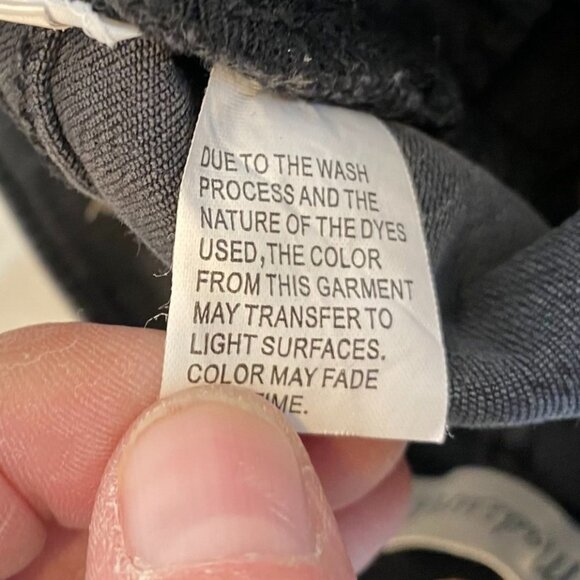 DUE TO THE WASH
PROCESS AND THE
NATURE OF THE DYES
USED,THE COLOR
FROM THIS GARMENT
MAY TRANSFER TO
LIGHT SURFACES.
COLOR MAY FADE